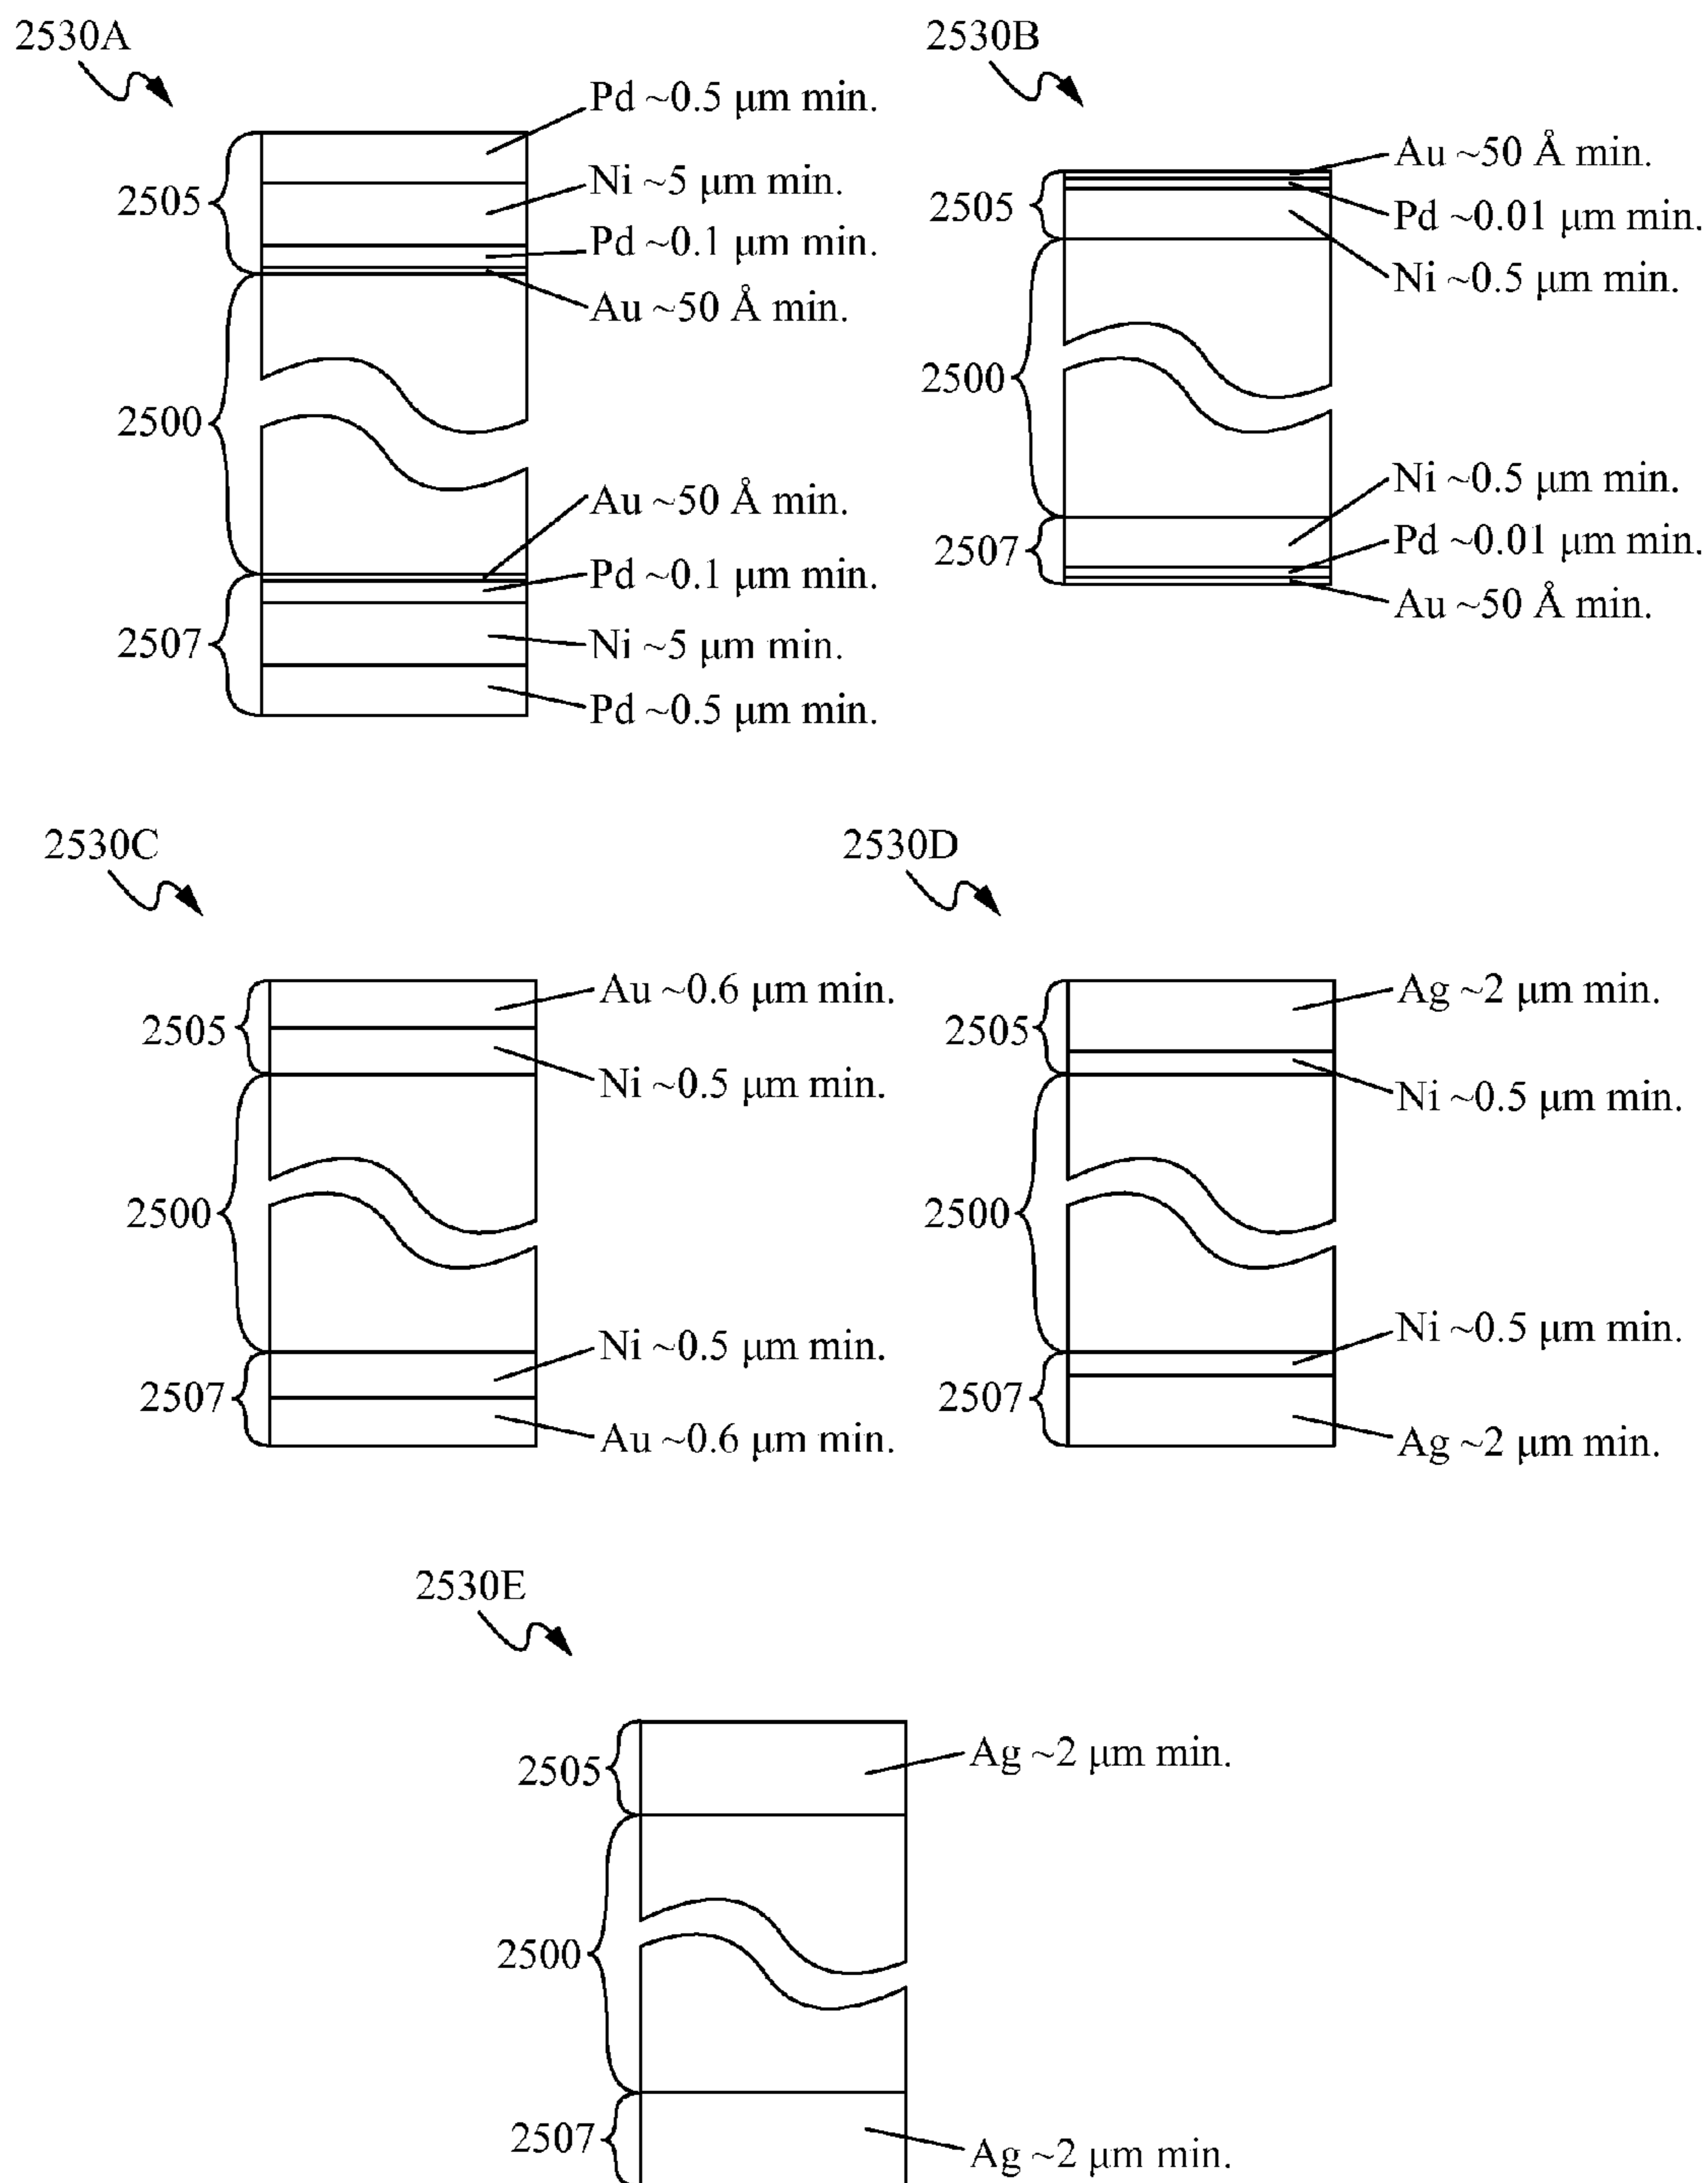 2530A
Pd ~0.5 μm min.
2505
Ni ~5 μm min.
Pd ~0.1 μm min.
Au ~50 Å min.
2500
Au ~50 Å min.
Pd ~0.1 μm min.
2507
Ni ~5 μm min.
Pd ~0.5 μm min.
2530B
Au ~50 Å min.
2505
Pd ~0.01 μm min.
Ni ~0.5 μm min.
2500
Ni ~0.5 μm min.
2507
Pd ~0.01 μm min.
Au ~50 Å min.
2530C
Au ~0.6 μm min.
2505
Ni ~0.5 μm min.
2500
Ni ~0.5 μm min.
2507
Au ~0.6 μm min.
2530D
Ag ~2 μm min.
2505
Ni ~0.5 μm min.
2500
Ni ~0.5 μm min.
2507
Ag ~2 μm min.
2530E
Ag ~2 μm min.
2505
2500
2507
Ag ~2 μm min.